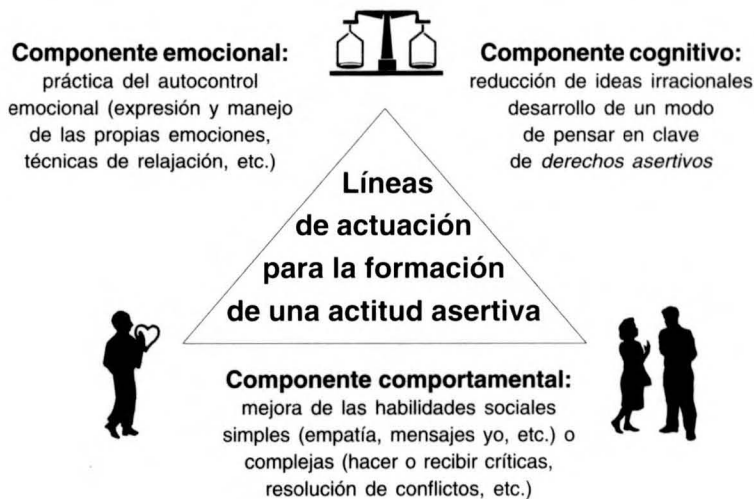 Componente emocional:
práctica del autocontrol
emocional (expresión y manejo
de las propias emociones,
técnicas de relajación, etc.)
Componente cognitivo:
reducción de ideas irracionales
desarrollo de un modo
de pensar en clave
de derechos asertivos
Líneas
de actuación
para la formación
de una actitud asertiva
Componente comportamental:
mejora de las habilidades sociales
simples (empatía, mensajes yo, etc.) o
complejas (hacer o recibir críticas,
resolución de conflictos, etc.)